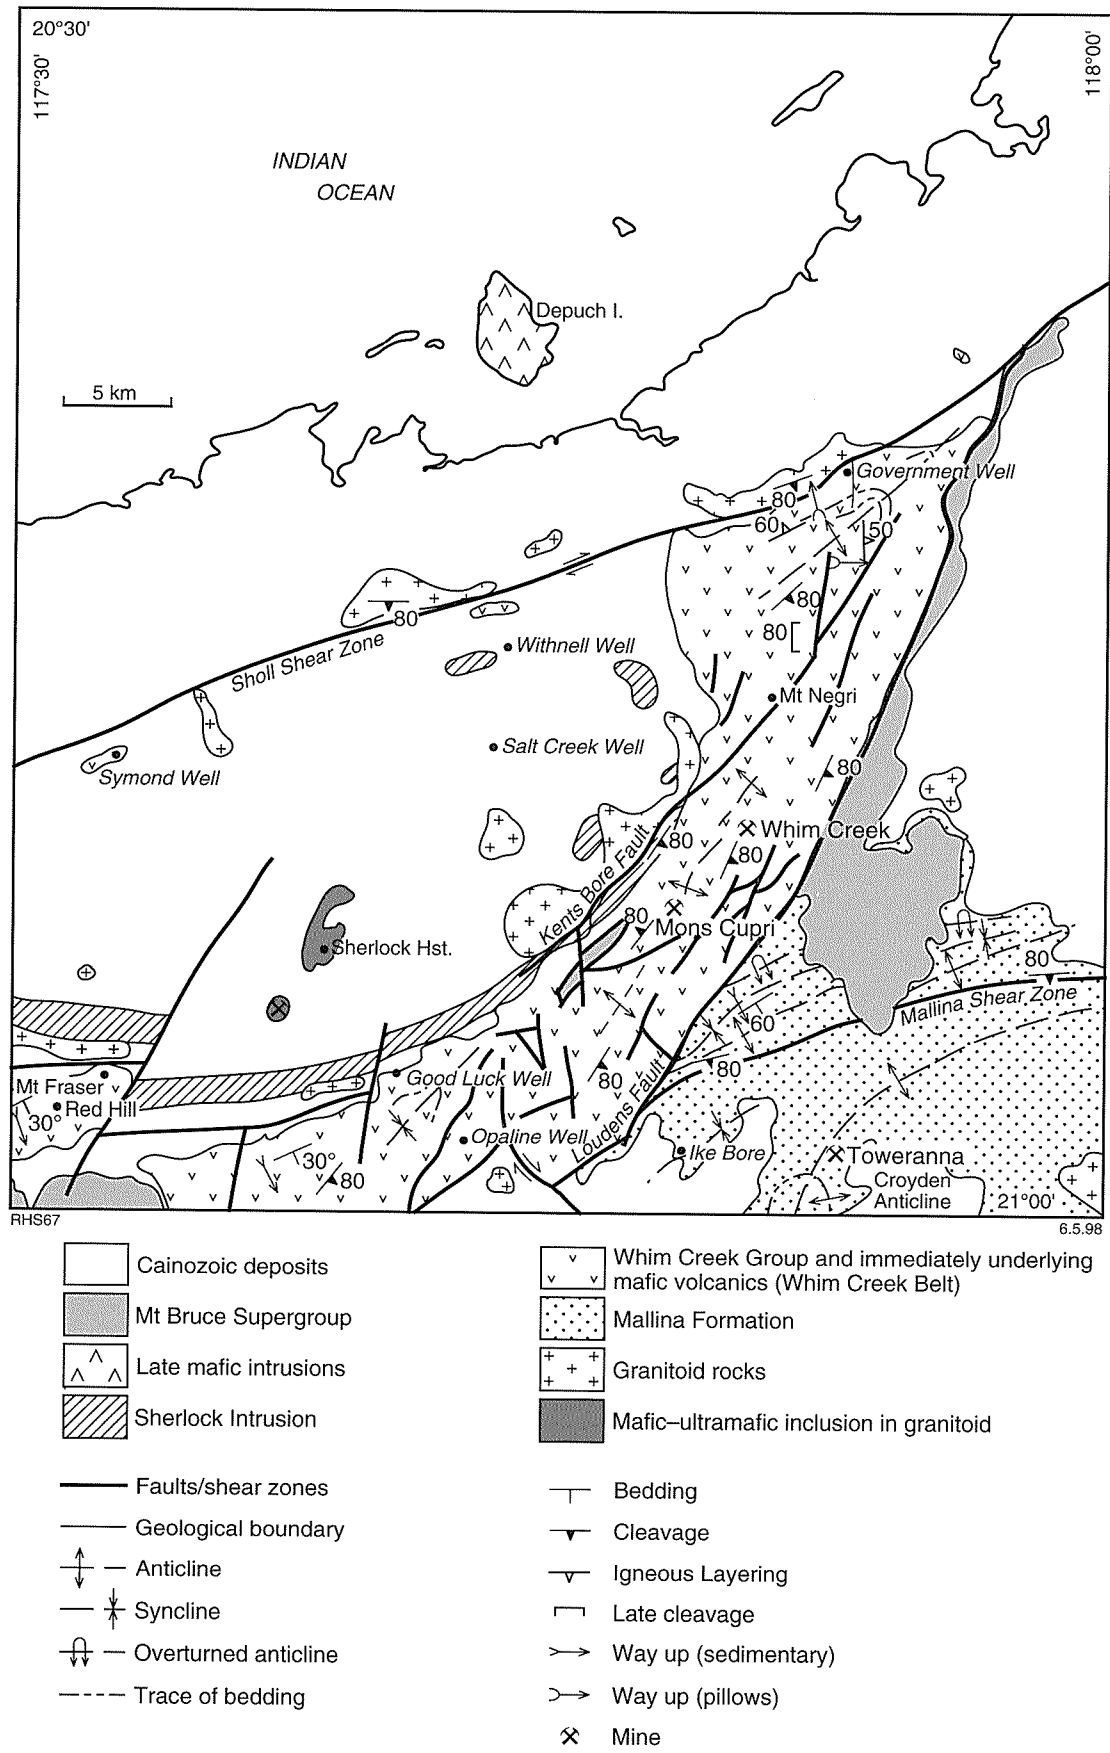 20°30'
117°30'
118°00'
INDIAN
OCEAN
Depuch I.
5 km
Government Well
80
60
50
80
80
80
Sholl Shear Zone
Withnell Well
Mt Negri
Salt Creek Well
Symond Well
80
Whim Creek
80
80
Kents Bore Fault
80
Mons Cupri
Sherlock Hst.
80
Mallina Shear Zone
60
80
Mt Fraser
Red Hill
30°
Good Luck Well
80
Loudens Fault
Opaline Well
Ike Bore
30°
80
Toweranna
Croyden
Anticline
21°00'
RHS67
6.5.98
Cainozoic deposits
Mt Bruce Supergroup
Late mafic intrusions
Sherlock Intrusion
Whim Creek Group and immediately underlying
mafic volcanics (Whim Creek Belt)
Mallina Formation
Granitoid rocks
Mafic–ultramafic inclusion in granitoid
Faults/shear zones
Geological boundary
Anticline
Syncline
Overturned anticline
Trace of bedding
Bedding
Cleavage
Igneous Layering
Late cleavage
Way up (sedimentary)
Way up (pillows)
Mine